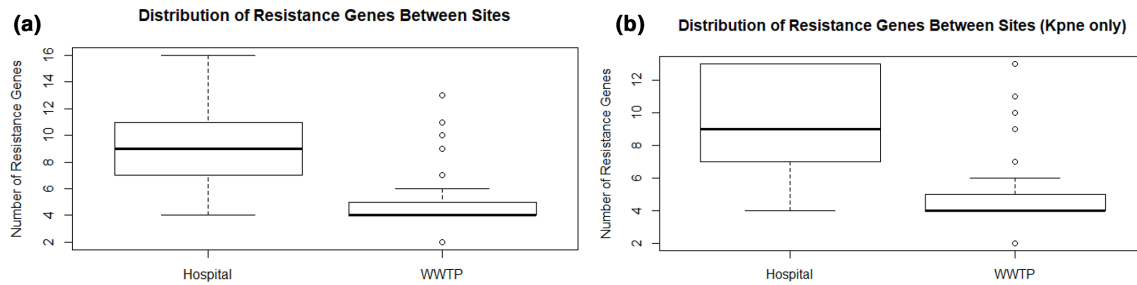 (a)
Distribution of Resistance Genes Between Sites
Number of Resistance Genes
16
14
12
10
8
6
4
2
Hospital
WWTP
(b)
Distribution of Resistance Genes Between Sites (Kpne only)
Number of Resistance Genes
12
10
8
6
4
2
Hospital
WWTP